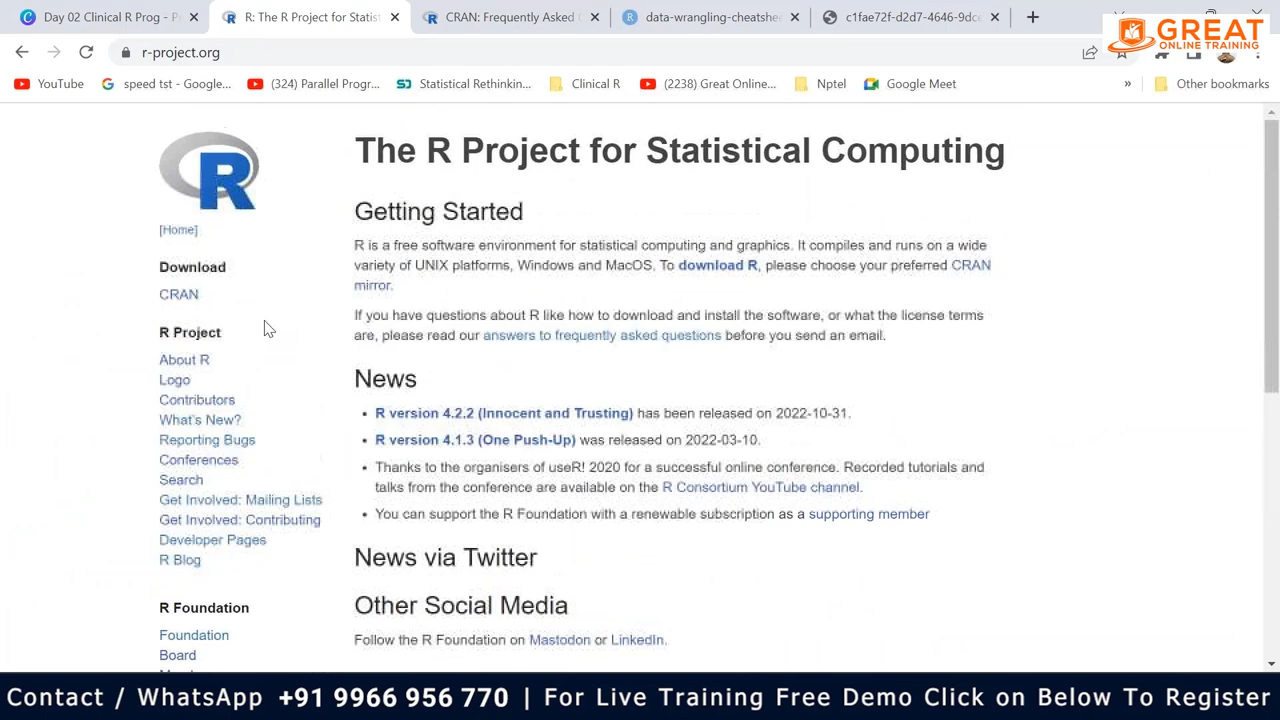 Day 02 Clinical R Prog - P
R: The R Project for Statist
CRAN: Frequently Asked
data-wrangling-cheatshe
c1fae72f-d2d7-4646-9dc
r-project.org
GREAT
ONLINE TRAINING
YouTube
speed tst - Google...
(324) Parallel Progr...
Statistical Rethinkin...
Clinical R
(2238) Great Online...
Nptel
Google Meet
»
Other bookmarks
R
[Home]
Download
CRAN
R Project
About R
Logo
Contributors
What's New?
Reporting Bugs
Conferences
Search
Get Involved: Mailing Lists
Get Involved: Contributing
Developer Pages
R Blog
R Foundation
Foundation
Board
The R Project for Statistical Computing
Getting Started
R is a free software environment for statistical computing and graphics. It compiles and runs on a wide
variety of UNIX platforms, Windows and MacOS. To download R, please choose your preferred CRAN
mirror.
If you have questions about R like how to download and install the software, or what the license terms
are, please read our answers to frequently asked questions before you send an email.
News
• R version 4.2.2 (Innocent and Trusting) has been released on 2022-10-31.
• R version 4.1.3 (One Push-Up) was released on 2022-03-10.
• Thanks to the organisers of useR! 2020 for a successful online conference. Recorded tutorials and
talks from the conference are available on the R Consortium YouTube channel.
• You can support the R Foundation with a renewable subscription as a supporting member
News via Twitter
Other Social Media
Follow the R Foundation on Mastodon or LinkedIn.
Contact / WhatsApp +91 9966 956 770 | For Live Training Free Demo Click on Below To Register